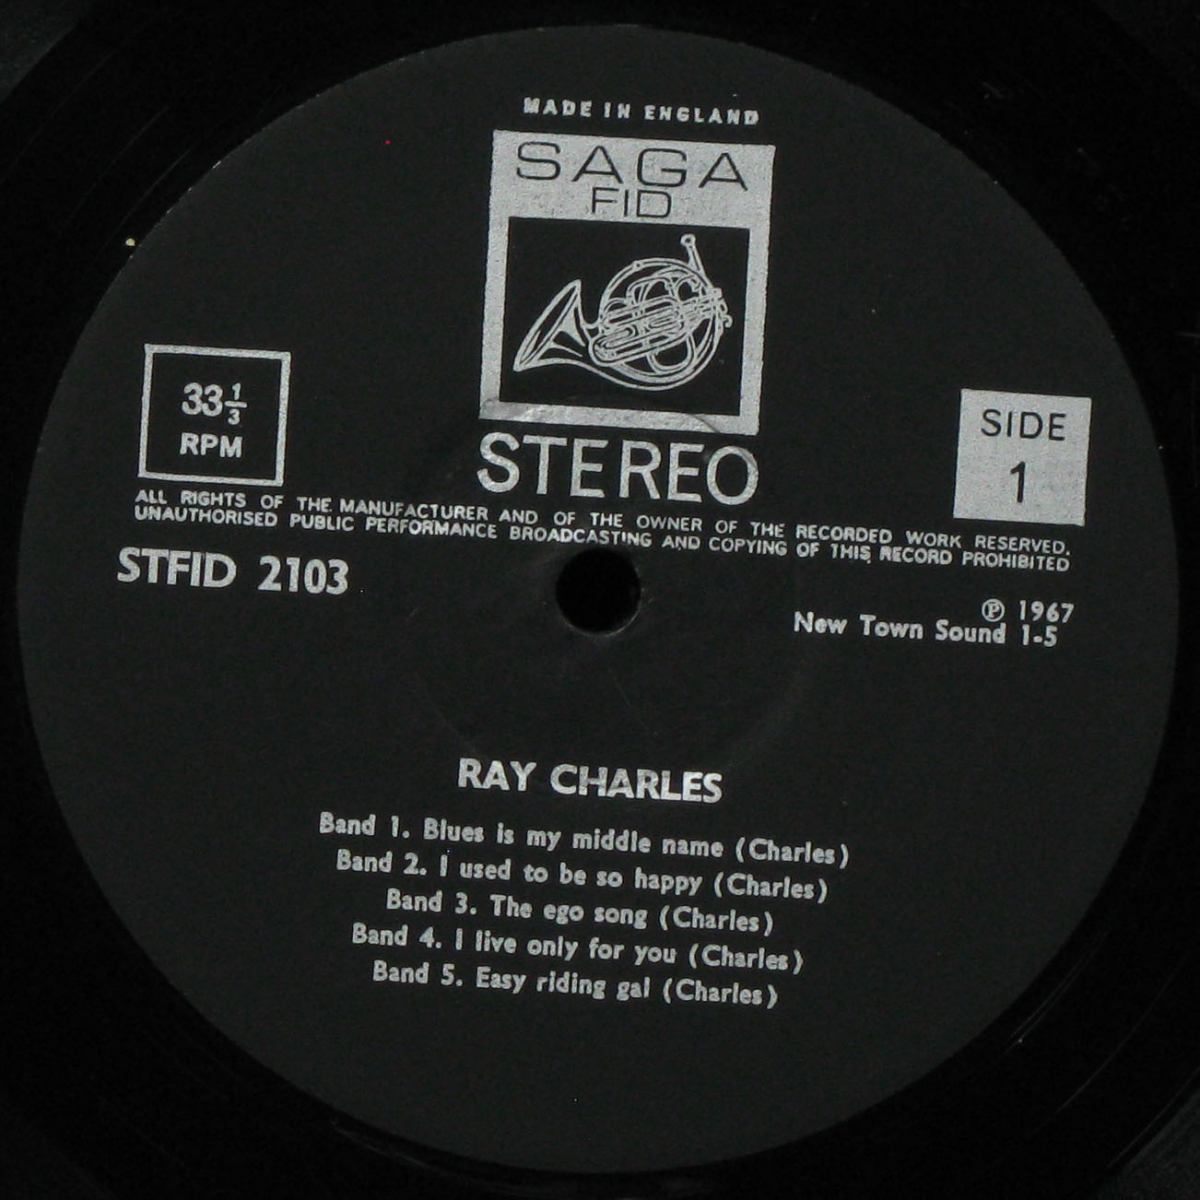 MADE IN ENGLAND
SAGA
FID
STEREO
33 1/3
RPM
SIDE
1
ALL RIGHTS OF THE MANUFACTURER AND OF THE OWNER OF THE RECORDED WORK RESERVED.
UNAUTHORISED PUBLIC PERFORMANCE BROADCASTING AND COPYING OF THIS RECORD PROHIBITED
STFID 2103
℗ 1967
New Town Sound 1-5
RAY CHARLES
Band 1. Blues is my middle name (Charles)
Band 2. I used to be so happy (Charles)
Band 3. The ego song (Charles)
Band 4. I live only for you (Charles)
Band 5. Easy riding gal (Charles)